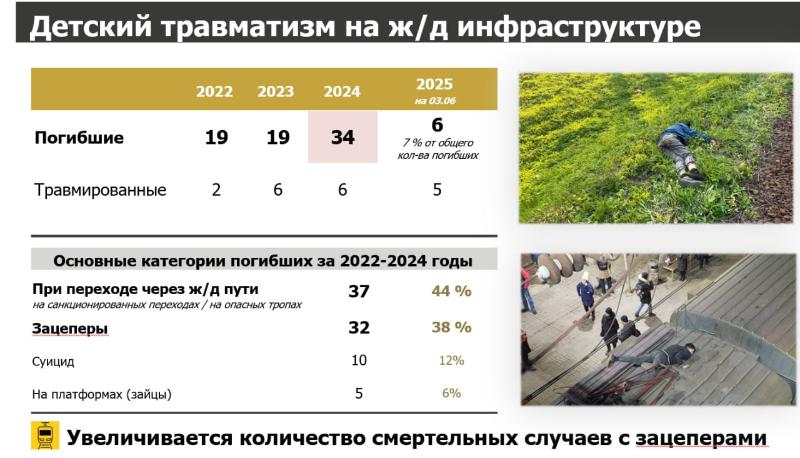 Детский травматизм на ж/д инфраструктуре
2022 2023 2024 2025
на 03.06
Погибшие 19 19 34 6
7 % от общего
кол-ва погибших
Травмированные 2 6 6 5
Основные категории погибших за 2022-2024 годы
При переходе через ж/д пути 37 44 %
на санкционированных переходах / на опасных тропах
Зацеперы 32 38 %
Суицид 10 12%
На платформах (зайцы) 5 6%
Увеличивается количество смертельных случаев с зацеперами